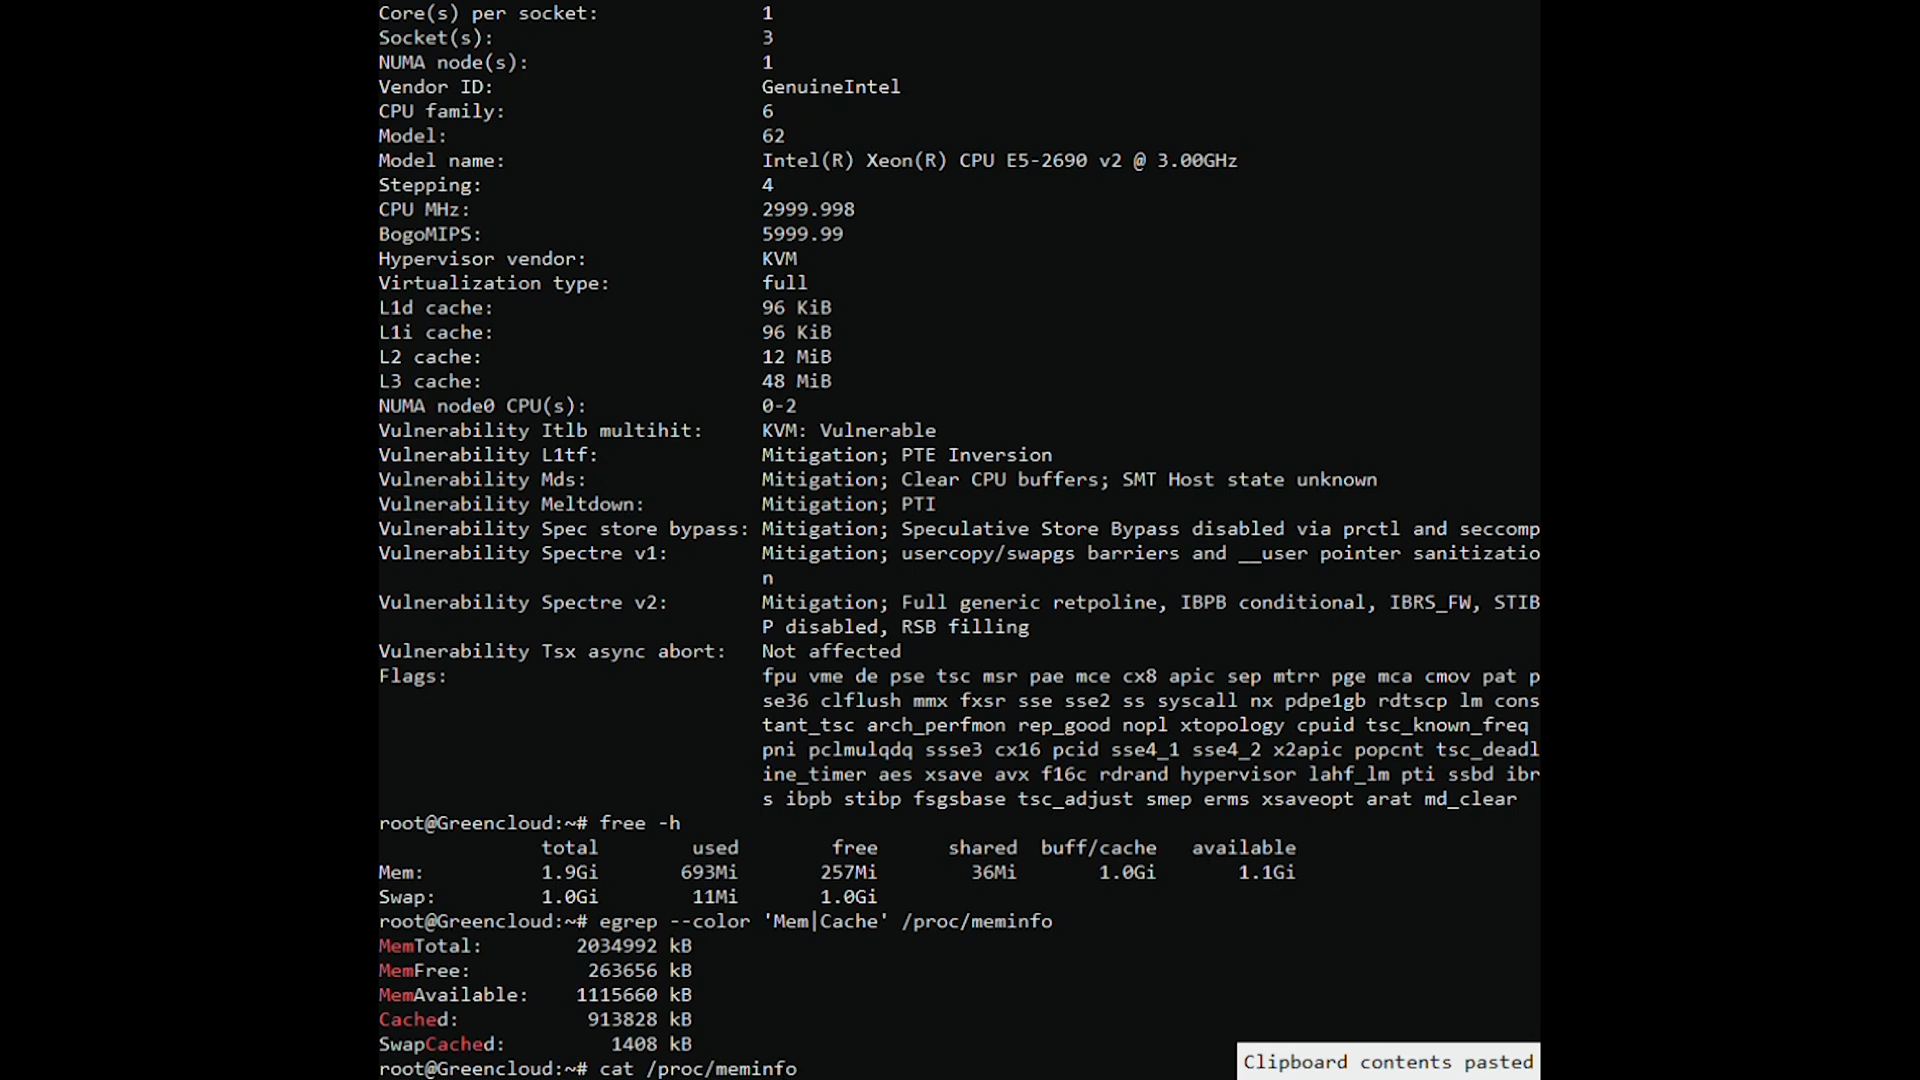 Core(s) per socket: 1
Socket(s): 3
NUMA node(s): 1
Vendor ID: GenuineIntel
CPU family: 6
Model: 62
Model name: Intel(R) Xeon(R) CPU E5-2690 v2 @ 3.00GHz
Stepping: 4
CPU MHz: 2999.998
BogoMIPS: 5999.99
Hypervisor vendor: KVM
Virtualization type: full
L1d cache: 96 KiB
L1i cache: 96 KiB
L2 cache: 12 MiB
L3 cache: 48 MiB
NUMA node0 CPU(s): 0-2
Vulnerability Itlb multihit: KVM: Vulnerable
Vulnerability L1tf: Mitigation; PTE Inversion
Vulnerability Mds: Mitigation; Clear CPU buffers; SMT Host state unknown
Vulnerability Meltdown: Mitigation; PTI
Vulnerability Spec store bypass: Mitigation; Speculative Store Bypass disabled via prctl and seccomp
Vulnerability Spectre v1: Mitigation; usercopy/swapgs barriers and __user pointer sanitizatio
n
Vulnerability Spectre v2: Mitigation; Full generic retpoline, IBPB conditional, IBRS_FW, STIB
P disabled, RSB filling
Vulnerability Tsx async abort: Not affected
Flags: fpu vme de pse tsc msr pae mce cx8 apic sep mtrr pge mca cmov pat p
se36 clflush mmx fxsr sse sse2 ss syscall nx pdpe1gb rdtscp lm cons
tant_tsc arch_perfmon rep_good nopl xtopology cpuid tsc_known_freq
pni pclmulqdq ssse3 cx16 pcid sse4_1 sse4_2 x2apic popcnt tsc_deadl
ine_timer aes xsave avx f16c rdrand hypervisor lahf_lm pti ssbd ibr
s ibpb stibp fsgsbase tsc_adjust smep erms xsaveopt arat md_clear
root@Greencloud:~# free -h
total used free shared buff/cache available
Mem: 1.9Gi 693Mi 257Mi 36Mi 1.0Gi 1.1Gi
Swap: 1.0Gi 11Mi 1.0Gi
root@Greencloud:~# egrep --color 'Mem|Cache' /proc/meminfo
MemTotal: 2034992 kB
MemFree: 263656 kB
MemAvailable: 1115660 kB
Cached: 913828 kB
SwapCached: 1408 kB
root@Greencloud:~# cat /proc/meminfo
Clipboard contents pasted